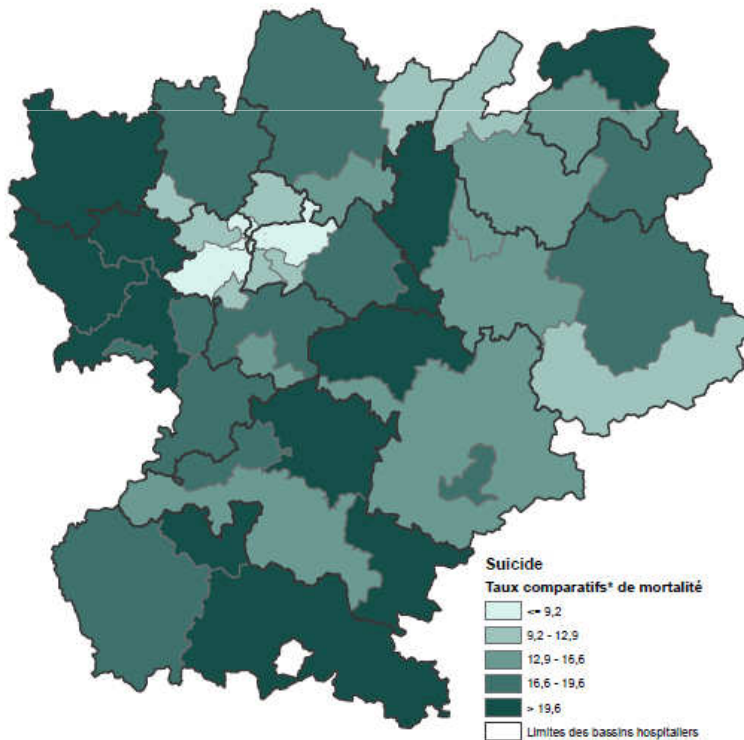 Suicide
Taux comparatifs* de mortalité
<= 9,2
9,2 - 12,9
12,9 - 16,6
16,6 - 19,6
> 19,6
Limites des bassins hospitaliers